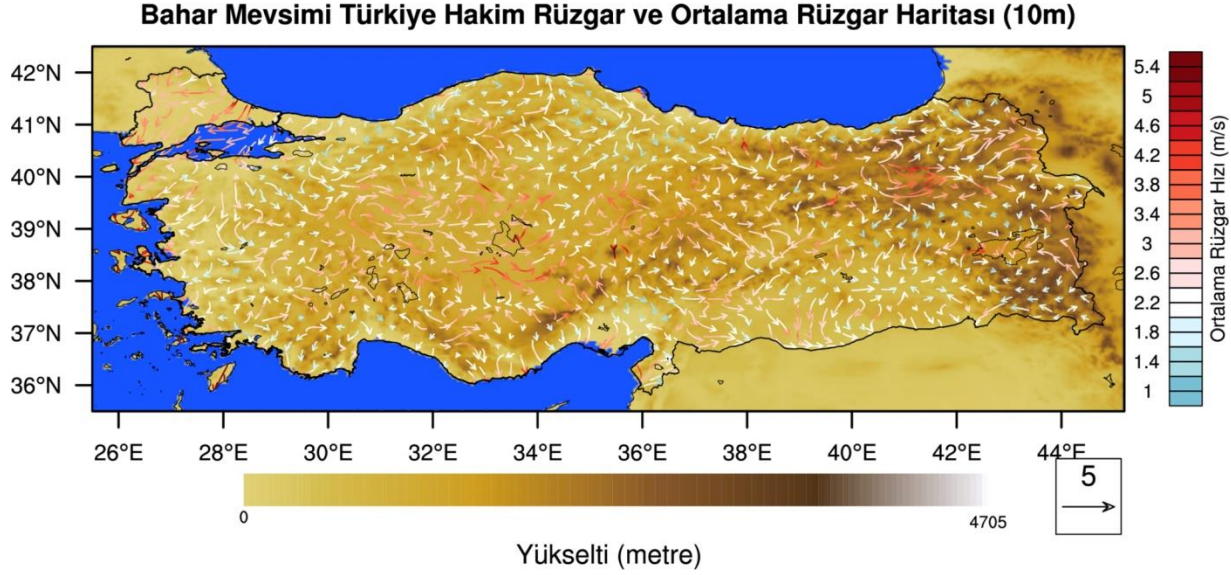 Bahar Mevsimi Türkiye Hakim Rüzgar ve Ortalama Rüzgar Haritası (10m)
42°N
41°N
40°N
39°N
38°N
37°N
36°N
26°E 28°E 30°E 32°E 34°E 36°E 38°E 40°E 42°E 44°E
5.4
5
4.6
4.2
3.8
3.4
3
2.6
2.2
1.8
1.4
1
Ortalama Rüzgar Hızı (m/s)
5
0 4705
Yükselti (metre)